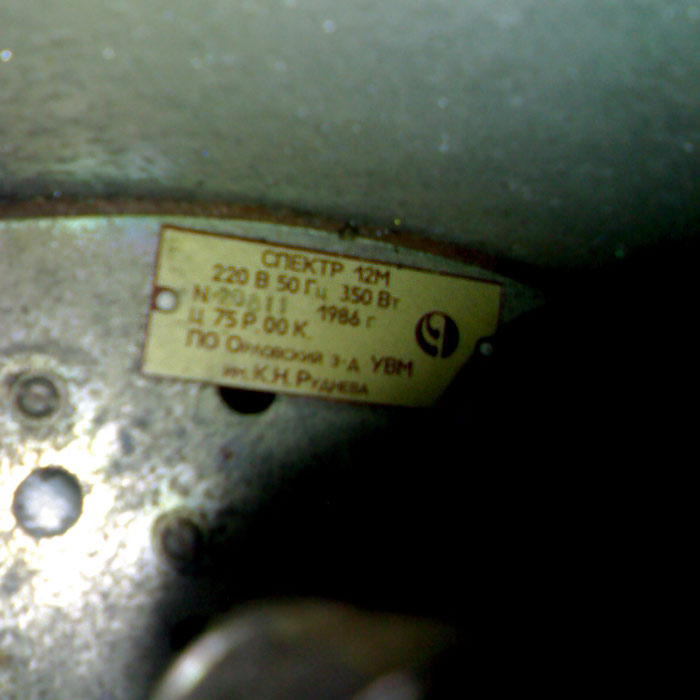 СПЕКТР 12М
220 В 50 Гц 350 Вт
N 1986 г
Ц 75 Р. 00 К.
ПО Орловский з-д УВМ
им. К.Н. РУДНЕВА